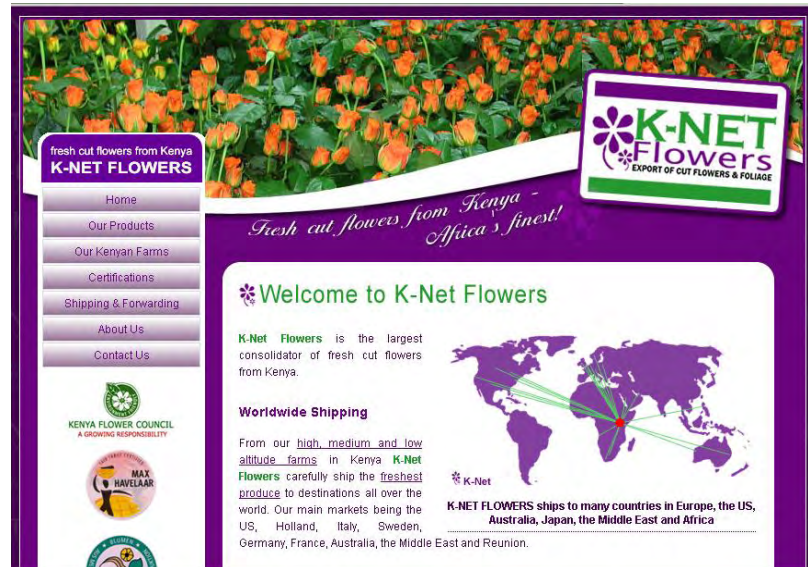 K-NET
Flowers
EXPORT OF CUT FLOWERS & FOLIAGE
fresh cut flowers from Kenya
K-NET FLOWERS
Home
Our Products
Our Kenyan Farms
Certifications
Shipping & Forwarding
About Us
Contact Us
KENYA FLOWER COUNCIL
A GROWING RESPONSIBILITY
MAX
HAVELAAR
BLUMEN
Fresh cut flowers from Kenya -
Africa's finest!
Welcome to K-Net Flowers
K-Net Flowers is the largest
consolidator of fresh cut flowers
from Kenya.
Worldwide Shipping
From our high, medium and low
altitude farms in Kenya K-Net
Flowers carefully ship the freshest
produce to destinations all over the
world. Our main markets being the
US, Holland, Italy, Sweden,
Germany, France, Australia, the Middle East and Reunion.
K-Net
K-NET FLOWERS ships to many countries in Europe, the US,
Australia, Japan, the Middle East and Africa